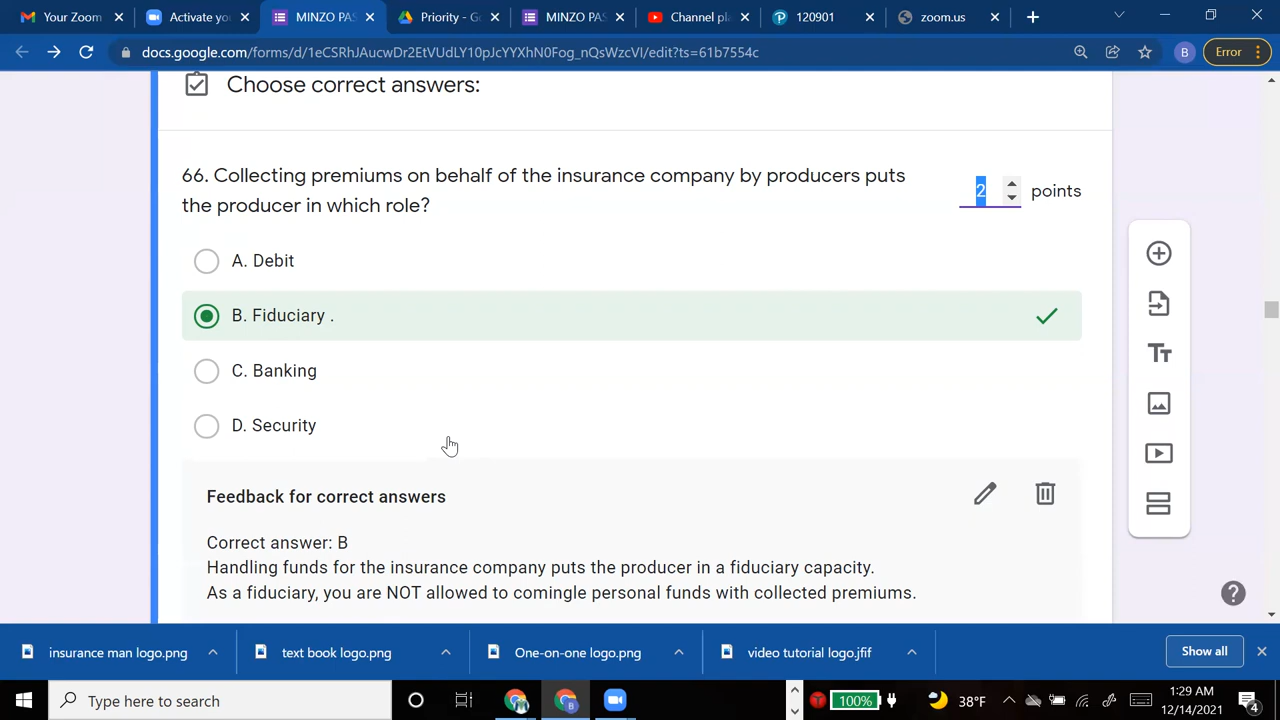 Your Zoom
Activate you
MINZO PAS
Priority - Go
MINZO PAS
Channel pla
120901
zoom.us
docs.google.com/forms/d/1eCSRhJAucwDr2EtVUdLY10pJcYYXhN0Fog_nQsWzcVI/edit?ts=61b7554c
B
Error
Choose correct answers:
66. Collecting premiums on behalf of the insurance company by producers puts
the producer in which role?
2 points
A. Debit
B. Fiduciary .
C. Banking
D. Security
Feedback for correct answers
Correct answer: B
Handling funds for the insurance company puts the producer in a fiduciary capacity.
As a fiduciary, you are NOT allowed to comingle personal funds with collected premiums.
insurance man logo.png
text book logo.png
One-on-one logo.png
video tutorial logo.jfif
Show all
Type here to search
100%
38°F
1:29 AM
12/14/2021
4